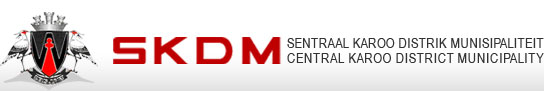 SKDM
SENTRAAL KAROO DISTRIK MUNISIPALITEIT
CENTRAL KAROO DISTRICT MUNICIPALITY